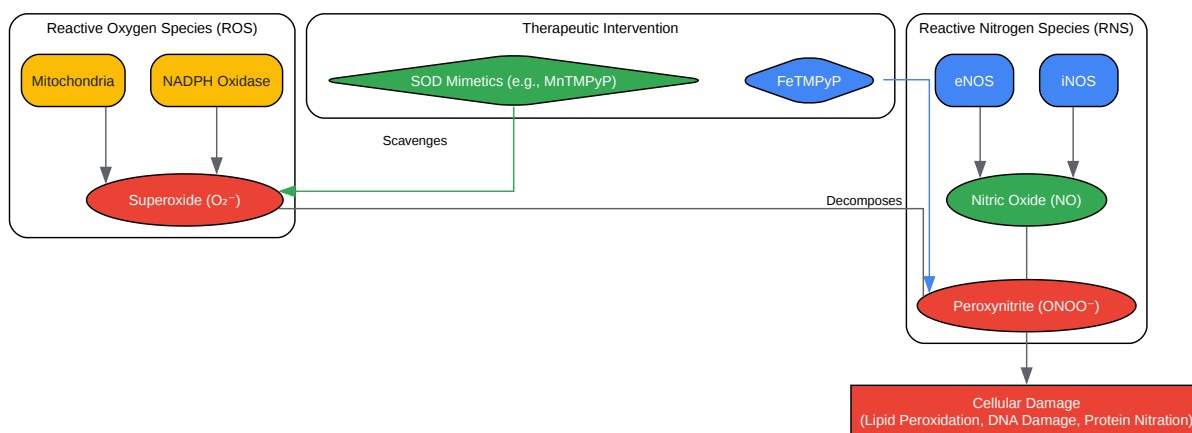 Reactive Oxygen Species (ROS)
Therapeutic Intervention
Reactive Nitrogen Species (RNS)
Mitochondria
NADPH Oxidase
SOD Mimetics (e.g., MnTMPyP)
FeTMPyP
eNOS
iNOS
Scavenges
Superoxide (O₂⁻)
Decomposes
Nitric Oxide (NO)
Peroxynitrite (ONOO⁻)
Cellular Damage
(Lipid Peroxidation, DNA Damage, Protein Nitration)